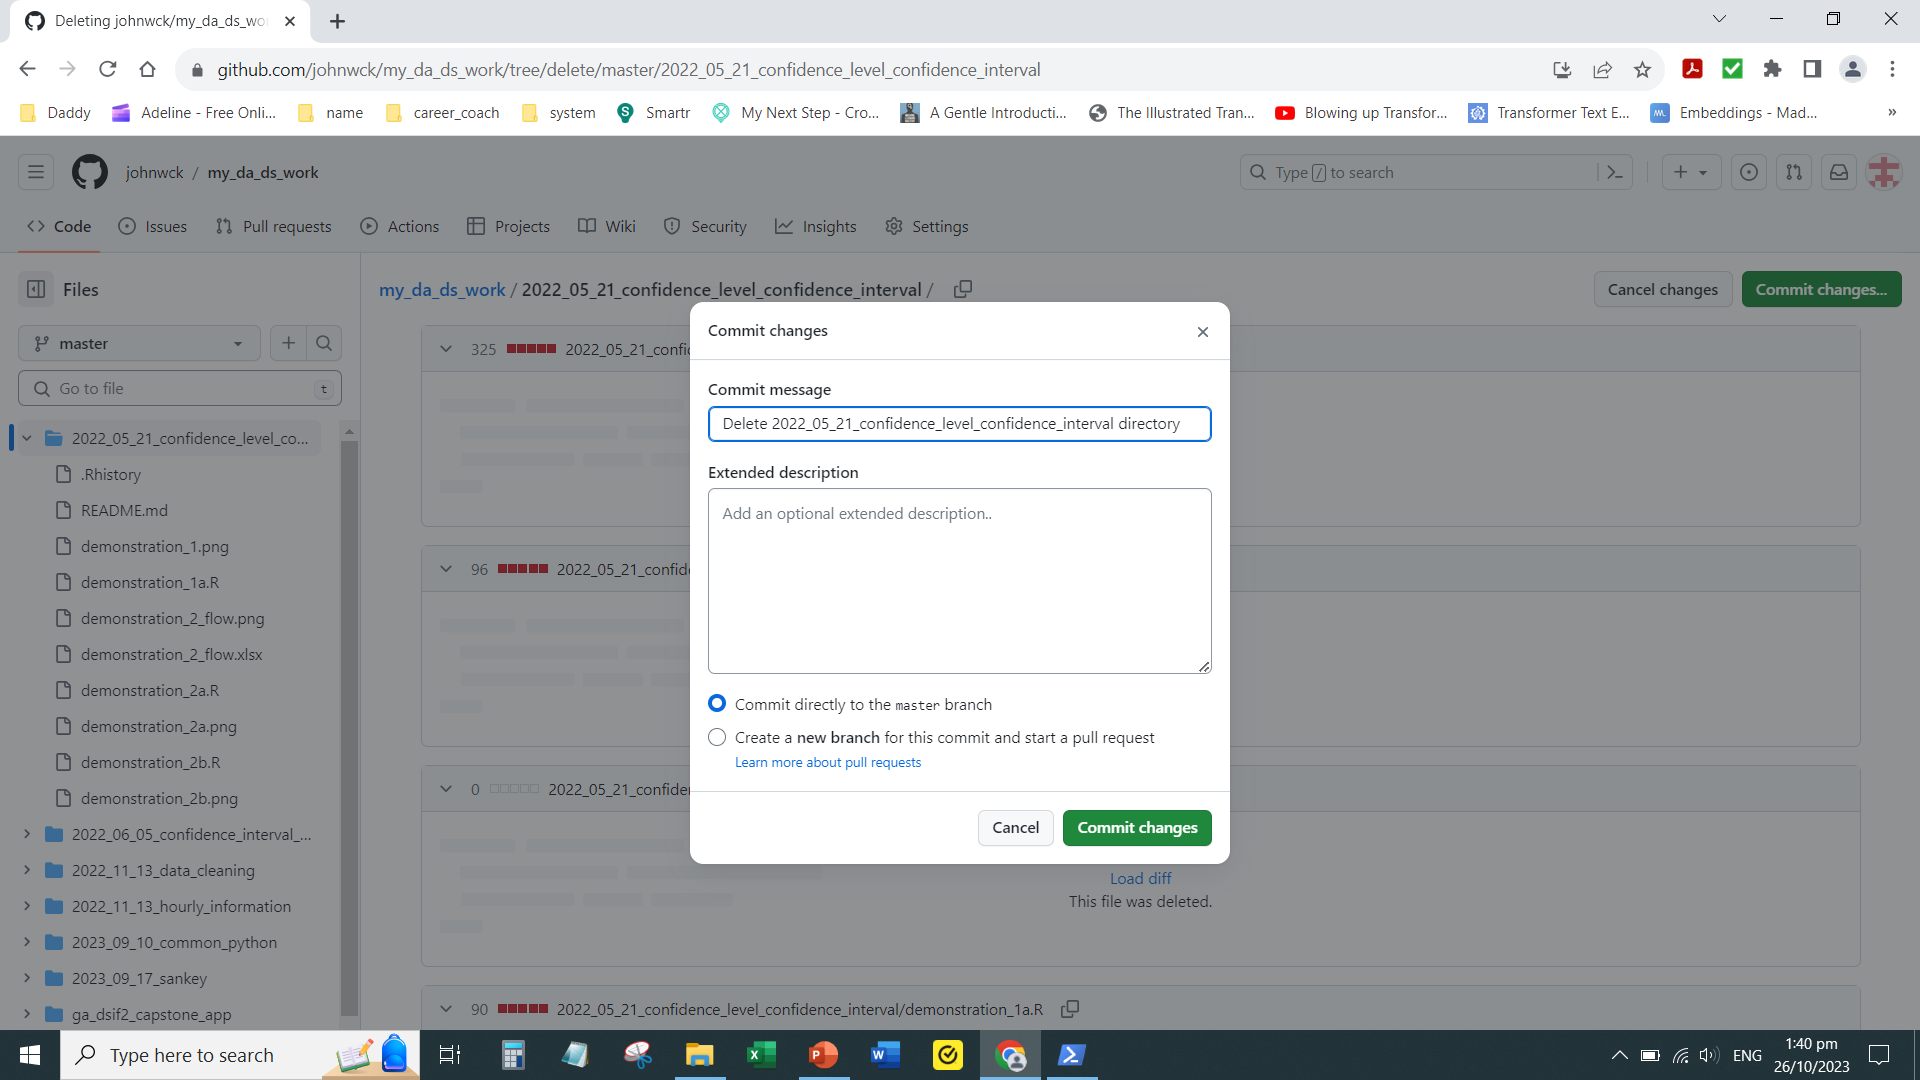 Deleting johnwck/my_da_ds_wo
github.com/johnwck/my_da_ds_work/tree/delete/master/2022_05_21_confidence_level_confidence_interval
Daddy
Adeline - Free Onli...
name
career_coach
system
Smartr
My Next Step - Cro...
A Gentle Introducti...
The Illustrated Tran...
Blowing up Transfor...
Transformer Text E...
Embeddings - Mad...
»
johnwck / my_da_ds_work
Type / to search
Code
Issues
Pull requests
Actions
Projects
Wiki
Security
Insights
Settings
Files
my_da_ds_work / 2022_05_21_confidence_level_confidence_interval /
Cancel changes
Commit changes...
master
Go to file
t
2022_05_21_confidence_level_co...
.Rhistory
README.md
demonstration_1.png
demonstration_1a.R
demonstration_2_flow.png
demonstration_2_flow.xlsx
demonstration_2a.R
demonstration_2a.png
demonstration_2b.R
demonstration_2b.png
2022_06_05_confidence_interval_...
2022_11_13_data_cleaning
2022_11_13_hourly_information
2023_09_10_common_python
2023_09_17_sankey
ga_dsif2_capstone_app
325 2022_05_21_confid
96 2022_05_21_confide
0 2022_05_21_confider
Load diff
This file was deleted.
90 2022_05_21_confidence_level_confidence_interval/demonstration_1a.R
Commit changes
Commit message
Delete 2022_05_21_confidence_level_confidence_interval directory
Extended description
Add an optional extended description..
Commit directly to the master branch
Create a new branch for this commit and start a pull request
Learn more about pull requests
Cancel
Commit changes
Type here to search
ENG
1:40 pm
26/10/2023